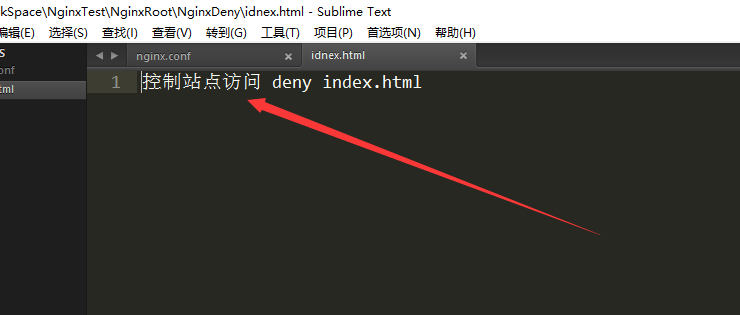 kSpace\NginxTest\NginxRoot\NginxDeny\idnex.html - Sublime Text
编辑(E) 选择(S) 查找(I) 查看(V) 转到(G) 工具(T) 项目(P) 首选项(N) 帮助(H)
S
onf
tml
nginx.conf × idnex.html ×
1 控制站点访问 deny index.html